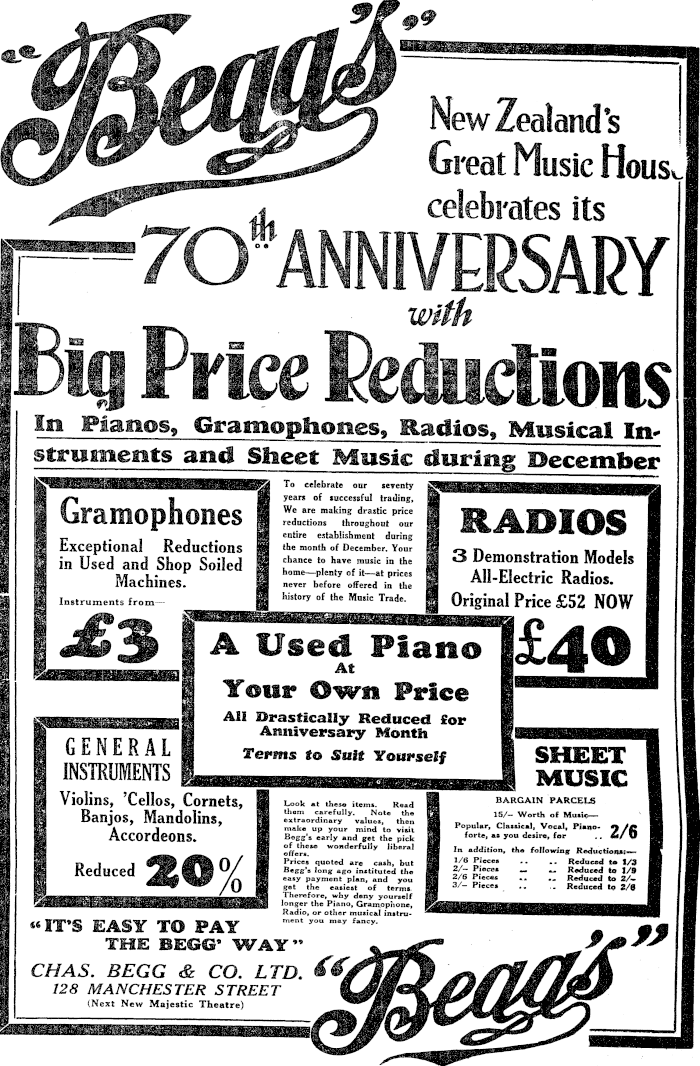 "Begg's"
New Zealand's
Great Music House
celebrates its
70th ANNIVERSARY
with
Big Price Reductions
In Pianos, Gramophones, Radios, Musical In-
struments and Sheet Music during December
Gramophones
Exceptional Reductions
in Used and Shop Soiled
Machines.
Instruments from—
£3
To celebrate our seventy
years of successful trading,
We are making drastic price
reductions throughout our
entire establishment during
the month of December. Your
chance to have music in the
home—plenty of it—at prices
never before offered in the
history of the Music Trade.
RADIOS
3 Demonstration Models
All-Electric Radios.
Original Price £52 NOW
£40
A Used Piano
At
Your Own Price
All Drastically Reduced for
Anniversary Month
Terms to Suit Yourself
GENERAL
INSTRUMENTS
Violins, 'Cellos, Cornets,
Banjos, Mandolins,
Accordeons.
Reduced 20%
Look at these items. Read
them carefully. Note the
extraordinary values, then
make up your mind to visit
Begg's early and get the pick
of these wonderfully liberal
offers.
Prices quoted are cash, but
Begg's long ago instituted the
easy payment plan, and you
get the easiest of terms.
Therefore, why deny yourself
longer the Piano, Gramophone,
Radio, or other musical instru-
ment you may fancy.
SHEET
MUSIC
BARGAIN PARCELS
15/- Worth of Music—
Popular, Classical, Vocal, Piano-
forte, as you desire, for .. 2/6
In addition, the following Reductions:—
1/6 Pieces .. .. Reduced to 1/3
2/- Pieces .. .. Reduced to 1/9
2/6 Pieces .. .. Reduced to 2/-
3/- Pieces .. .. Reduced to 2/6
"IT'S EASY TO PAY
THE BEGG' WAY"
CHAS. BEGG & CO. LTD.
128 MANCHESTER STREET
(Next New Majestic Theatre)
"Begg's"